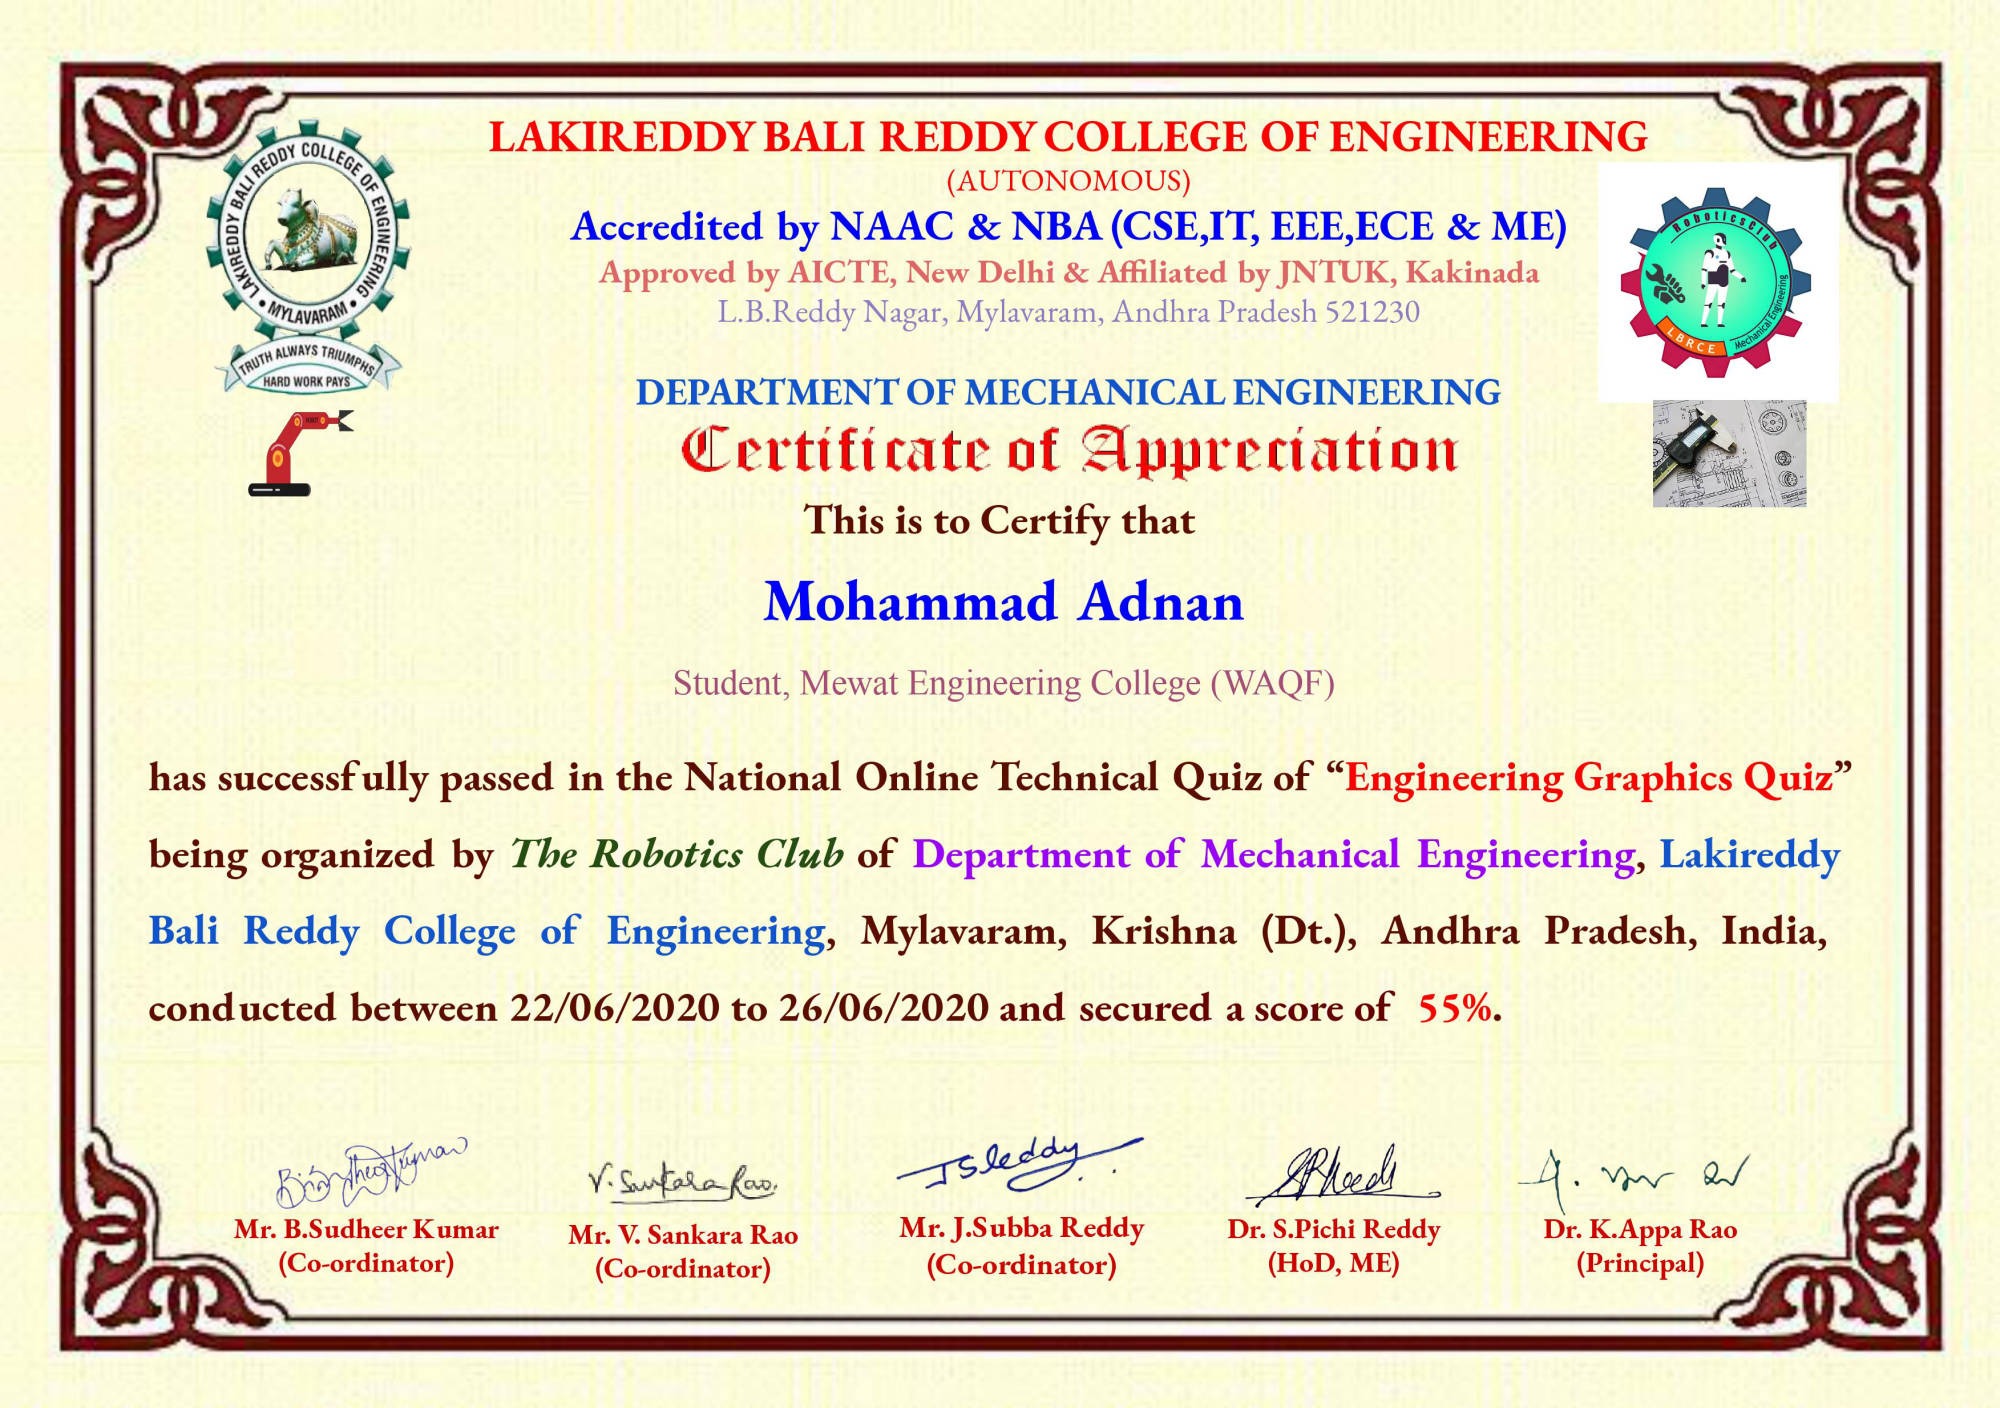 LAKIREDDY BALI REDDY COLLEGE OF ENGINEERING
(AUTONOMOUS)
Accredited by NAAC & NBA (CSE,IT, EEE,ECE & ME)
Approved by AICTE, New Delhi & Affiliated by JNTUK, Kakinada
L.B.Reddy Nagar, Mylavaram, Andhra Pradesh 521230
LAKIREDDY BALI REDDY COLLEGE OF ENGINEERING
• MYLAVARAM •
TRUTH ALWAYS TRIUMPHS
HARD WORK PAYS
RoboticsClub
LBRCE
Mechanical Engineering
DEPARTMENT OF MECHANICAL ENGINEERING
Certificate of Appreciation
This is to Certify that
Mohammad Adnan
Student, Mewat Engineering College (WAQF)
has successfully passed in the National Online Technical Quiz of “Engineering Graphics Quiz”
being organized by The Robotics Club of Department of Mechanical Engineering, Lakireddy
Bali Reddy College of Engineering, Mylavaram, Krishna (Dt.), Andhra Pradesh, India,
conducted between 22/06/2020 to 26/06/2020 and secured a score of 55%.
V. Sankara Rao.
JSReddy
Mr. B.Sudheer Kumar
(Co-ordinator)
Mr. V. Sankara Rao
(Co-ordinator)
Mr. J.Subba Reddy
(Co-ordinator)
Dr. S.Pichi Reddy
(HoD, ME)
Dr. K.Appa Rao
(Principal)